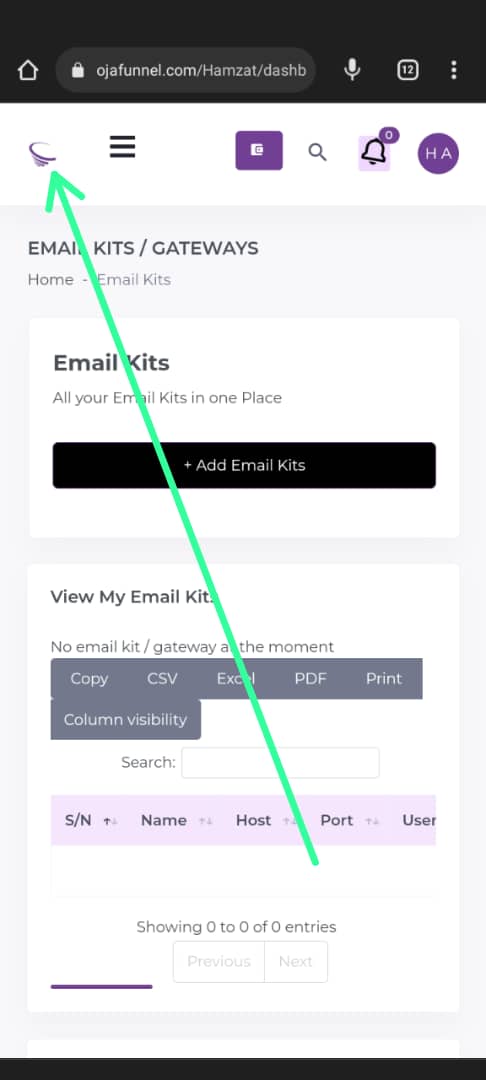 ojafunnel.com/Hamzat/dashb
12
0
H A
EMAIL KITS / GATEWAYS
Home - Email Kits
Email Kits
All your Email Kits in one Place
+ Add Email Kits
View My Email Kits
No email kit / gateway at the moment
Copy CSV Excel PDF Print
Column visibility
Search:
S/N Name Host Port User
Showing 0 to 0 of 0 entries
Previous Next